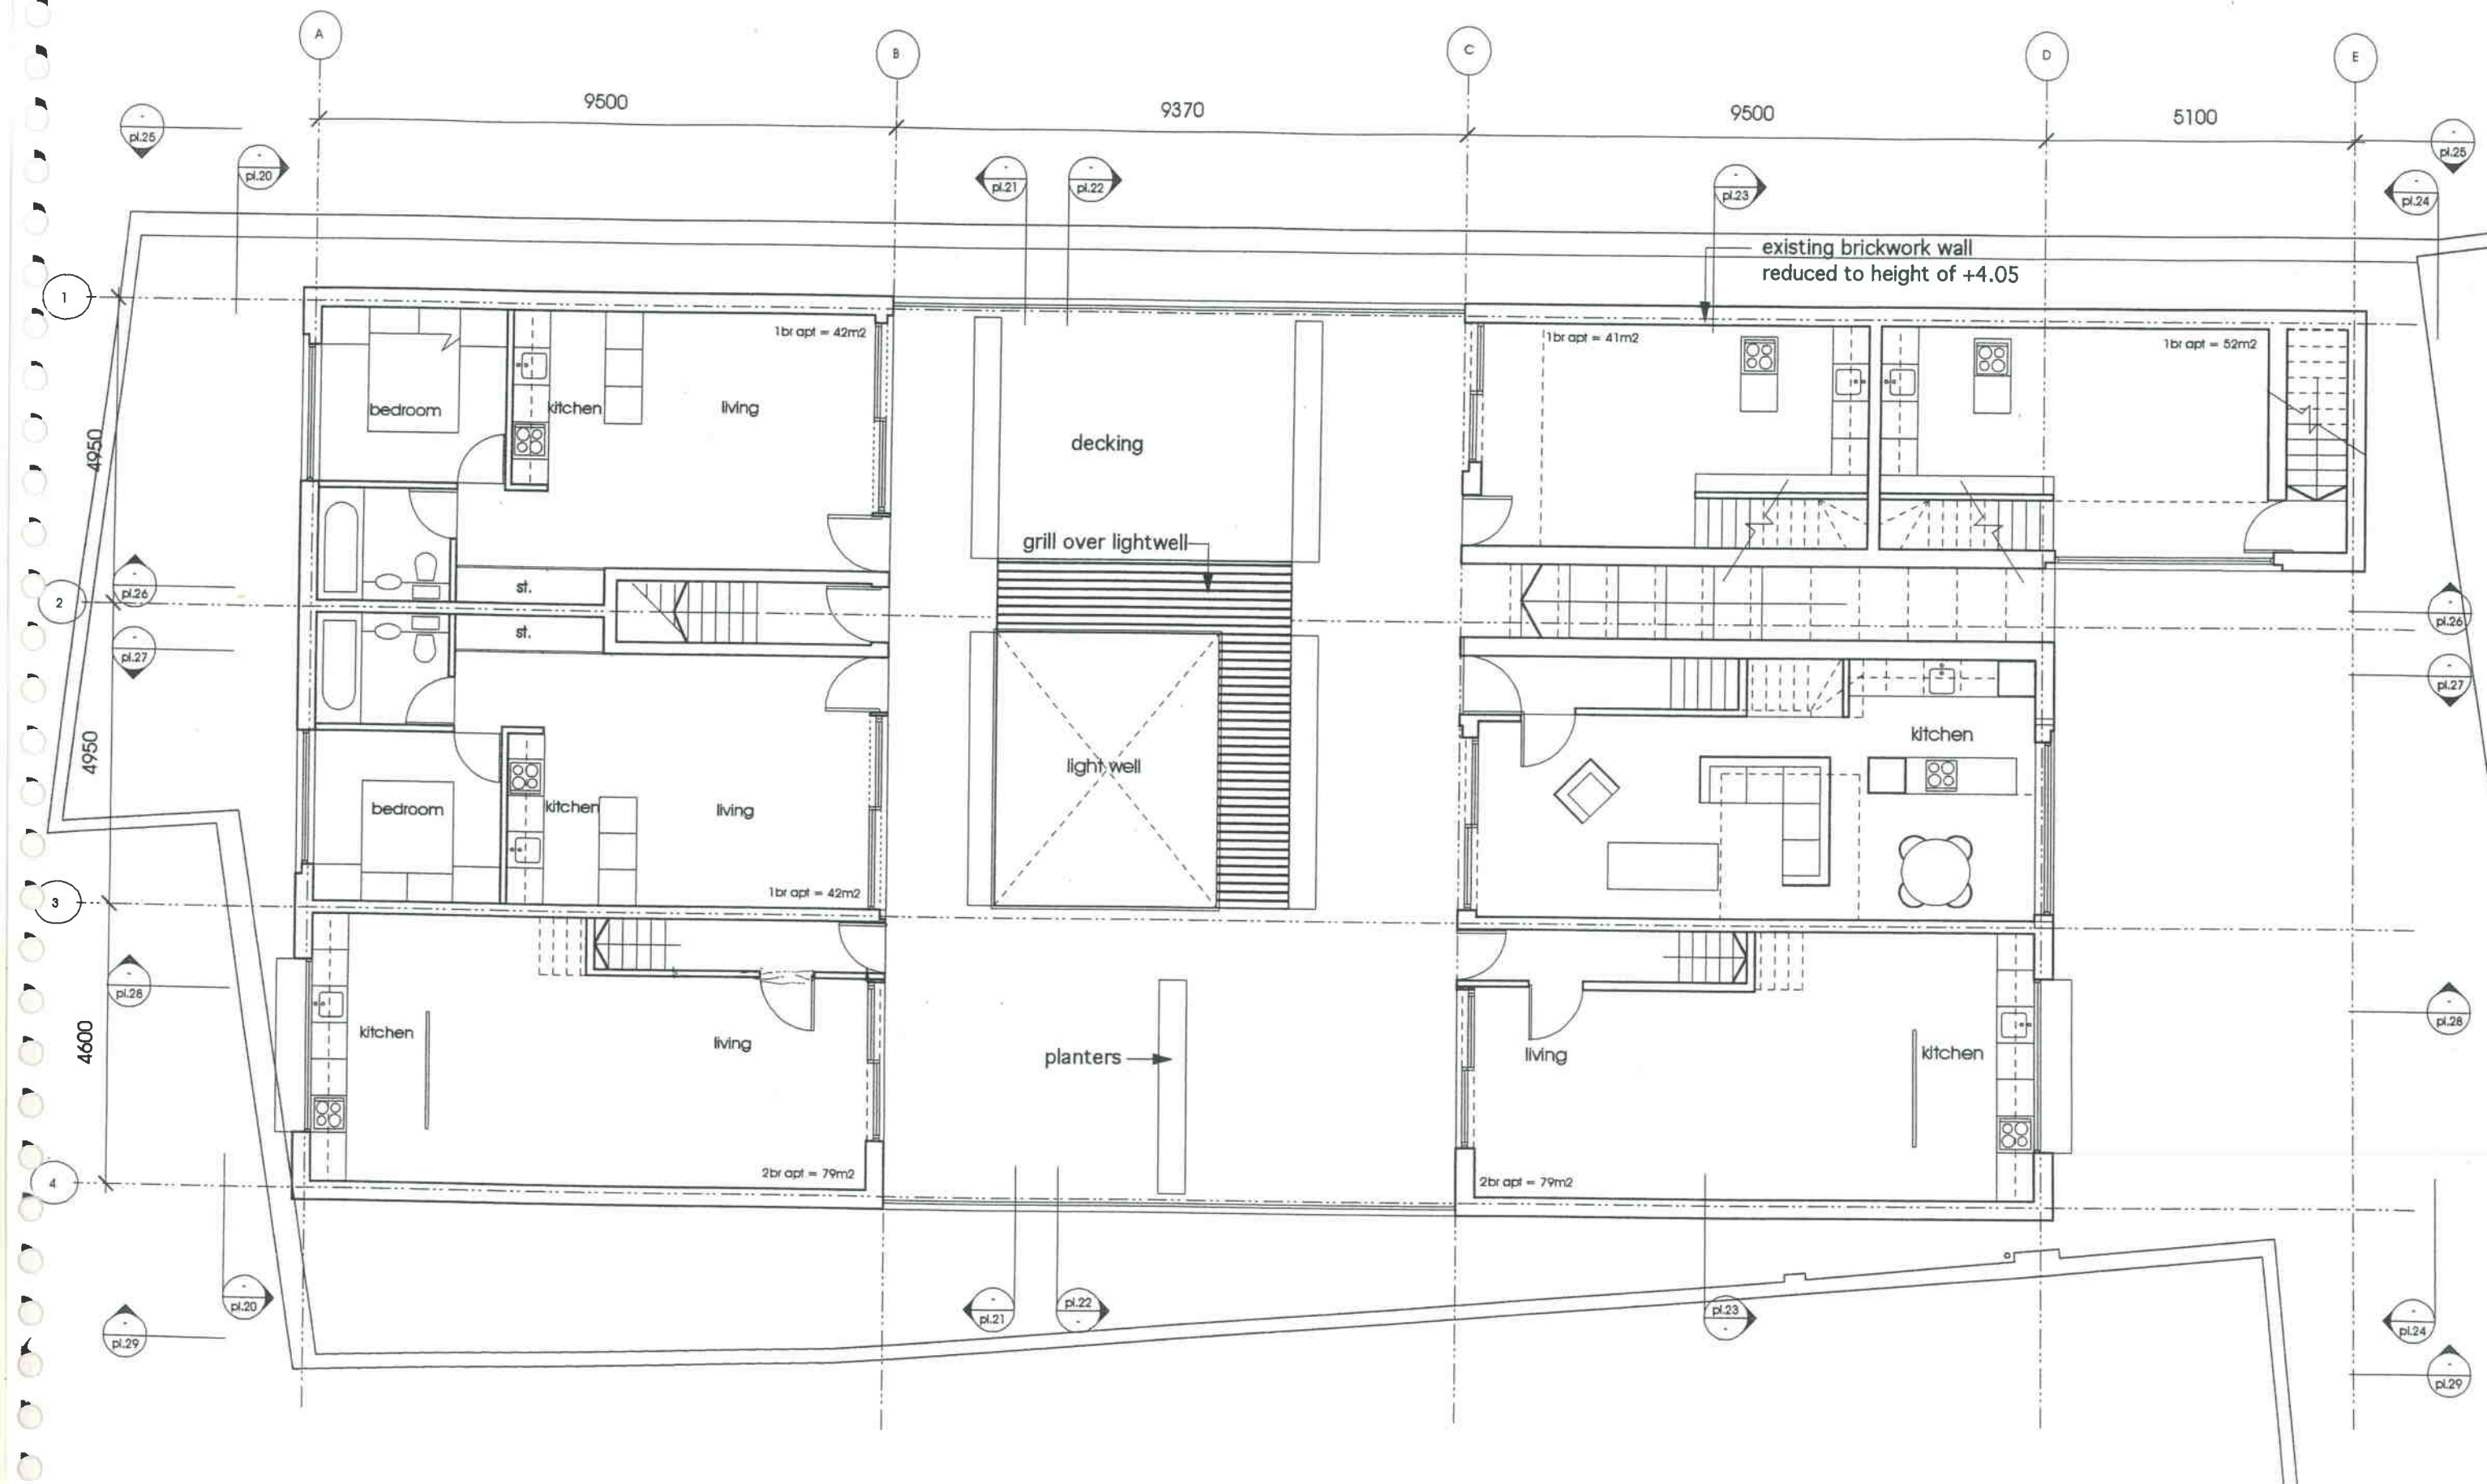 A
B
C
D
E
9500
9370
9500
5100
-
pl.25
-
pl.20
-
pl.21
-
pl.22
-
pl.23
-
pl.24
-
pl.25
existing brickwork wall
reduced to height of +4.05
1
1br apt = 42m2
1br apt = 41m2
1br apt = 52m2
bedroom
kitchen
living
decking
4950
grill over lightwell
2
-
pl.26
st.
-
pl.26
-
pl.27
st.
-
pl.27
kitchen
4950
light well
bedroom
kitchen
living
1br apt = 42m2
3
-
pl.28
-
pl.28
kitchen
living
planters
living
kitchen
4600
2br apt = 79m2
2br apt = 79m2
4
-
pl.20
-
pl.21
pl.22
-
pl.23
-
-
pl.24
-
pl.29
-
pl.29